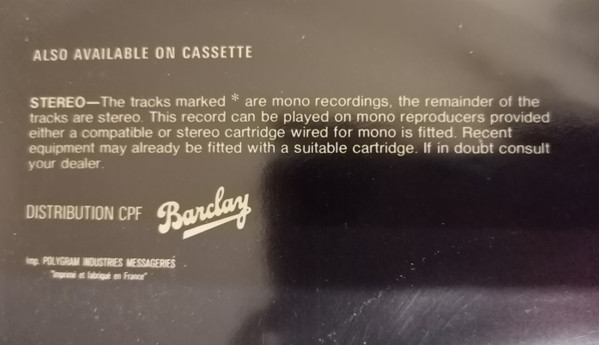 ALSO AVAILABLE ON CASSETTE
STEREO—The tracks marked * are mono recordings, the remainder of the
tracks are stereo. This record can be played on mono reproducers provided
either a compatible or stereo cartridge wired for mono is fitted. Recent
equipment may already be fitted with a suitable cartridge. If in doubt consult
your dealer.
DISTRIBUTION CPF Barclay
Imp. POLYGRAM INDUSTRIES MESSAGERIES
"Imprimé et fabriqué en France"